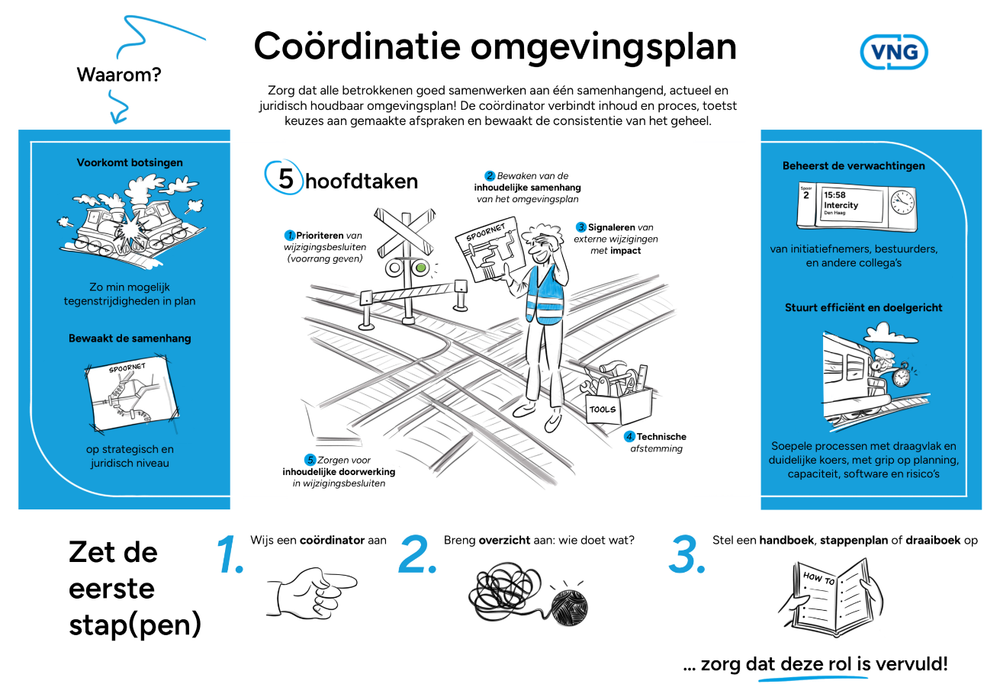 Coördinatie omgevingsplan
VNG
Zorg dat alle betrokkenen goed samenwerken aan één samenhangend, actueel en
juridisch houdbaar omgevingsplan! De coördinator verbindt inhoud en proces, toetst
keuzes aan gemaakte afspraken en bewaakt de consistentie van het geheel.
Waarom?
Voorkomt botsingen
Zo min mogelijk
tegenstrijdigheden in plan
Bewaakt de samenhang
SPOORNET
op strategisch en
juridisch niveau
5 hoofdtaken
1. Prioriteren van
wijzigingsbesluiten
(voorrang geven)
2. Bewaken van de
inhoudelijke samenhang
van het omgevingsplan
SPOORNET
3. Signaleren van
externe wijzigingen
met impact
TOOLS
4. Technische
afstemming
5. Zorgen voor
inhoudelijke doorwerking
in wijzigingsbesluiten
Beheerst de verwachtingen
Spoor
2
15:58
Intercity
Den Haag
van initiatiefnemers, bestuurders,
en andere collega's
Stuurt efficiënt en doelgericht
Soepele processen met draagvlak en
duidelijke koers, met grip op planning,
capaciteit, software en risico's
Zet de
eerste
stap(pen)
1. Wijs een coördinator aan
2. Breng overzicht aan: wie doet wat?
3. Stel een handboek, stappenplan of draaiboek op
HOW TO
... zorg dat deze rol is vervuld!